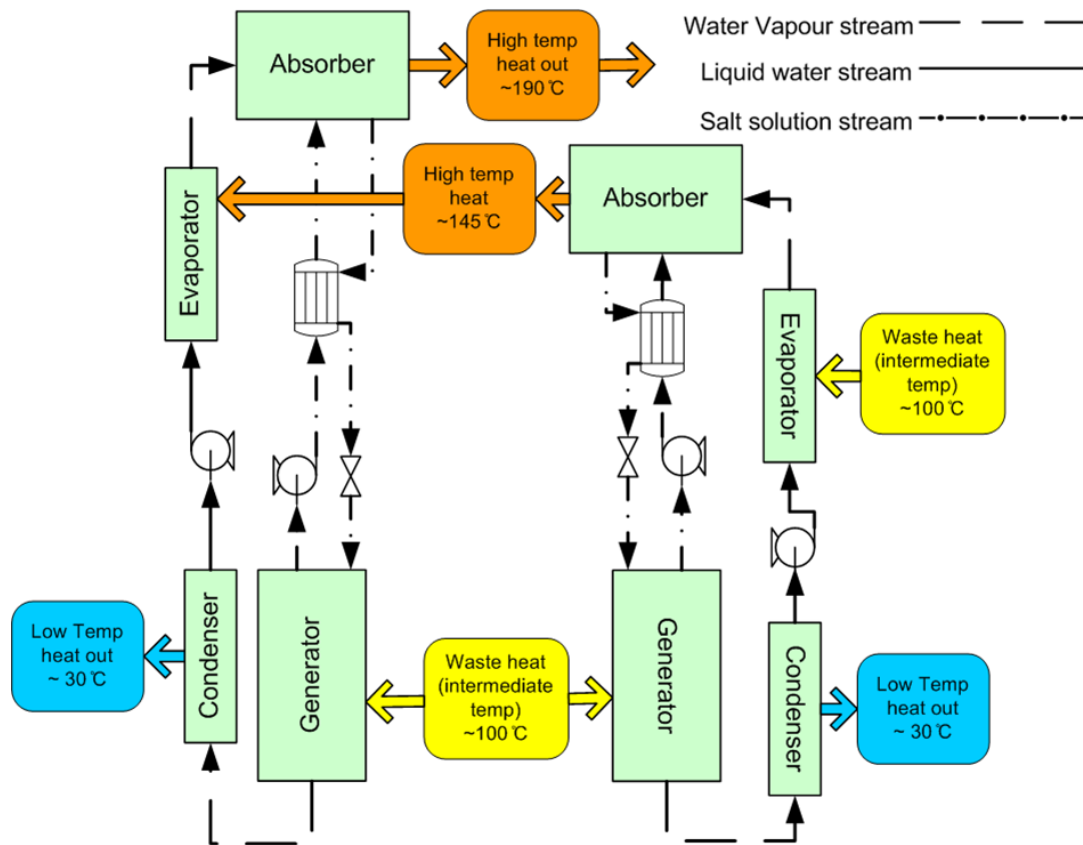 Water Vapour stream
Liquid water stream
Salt solution stream
Absorber
High temp
heat out
~190℃
Evaporator
High temp
heat
~145℃
Absorber
Evaporator
Waste heat
(intermediate
temp)
~100℃
Low Temp
heat out
~ 30℃
Condenser
Generator
Waste heat
(intermediate
temp)
~100℃
Generator
Condenser
Low Temp
heat out
~ 30℃